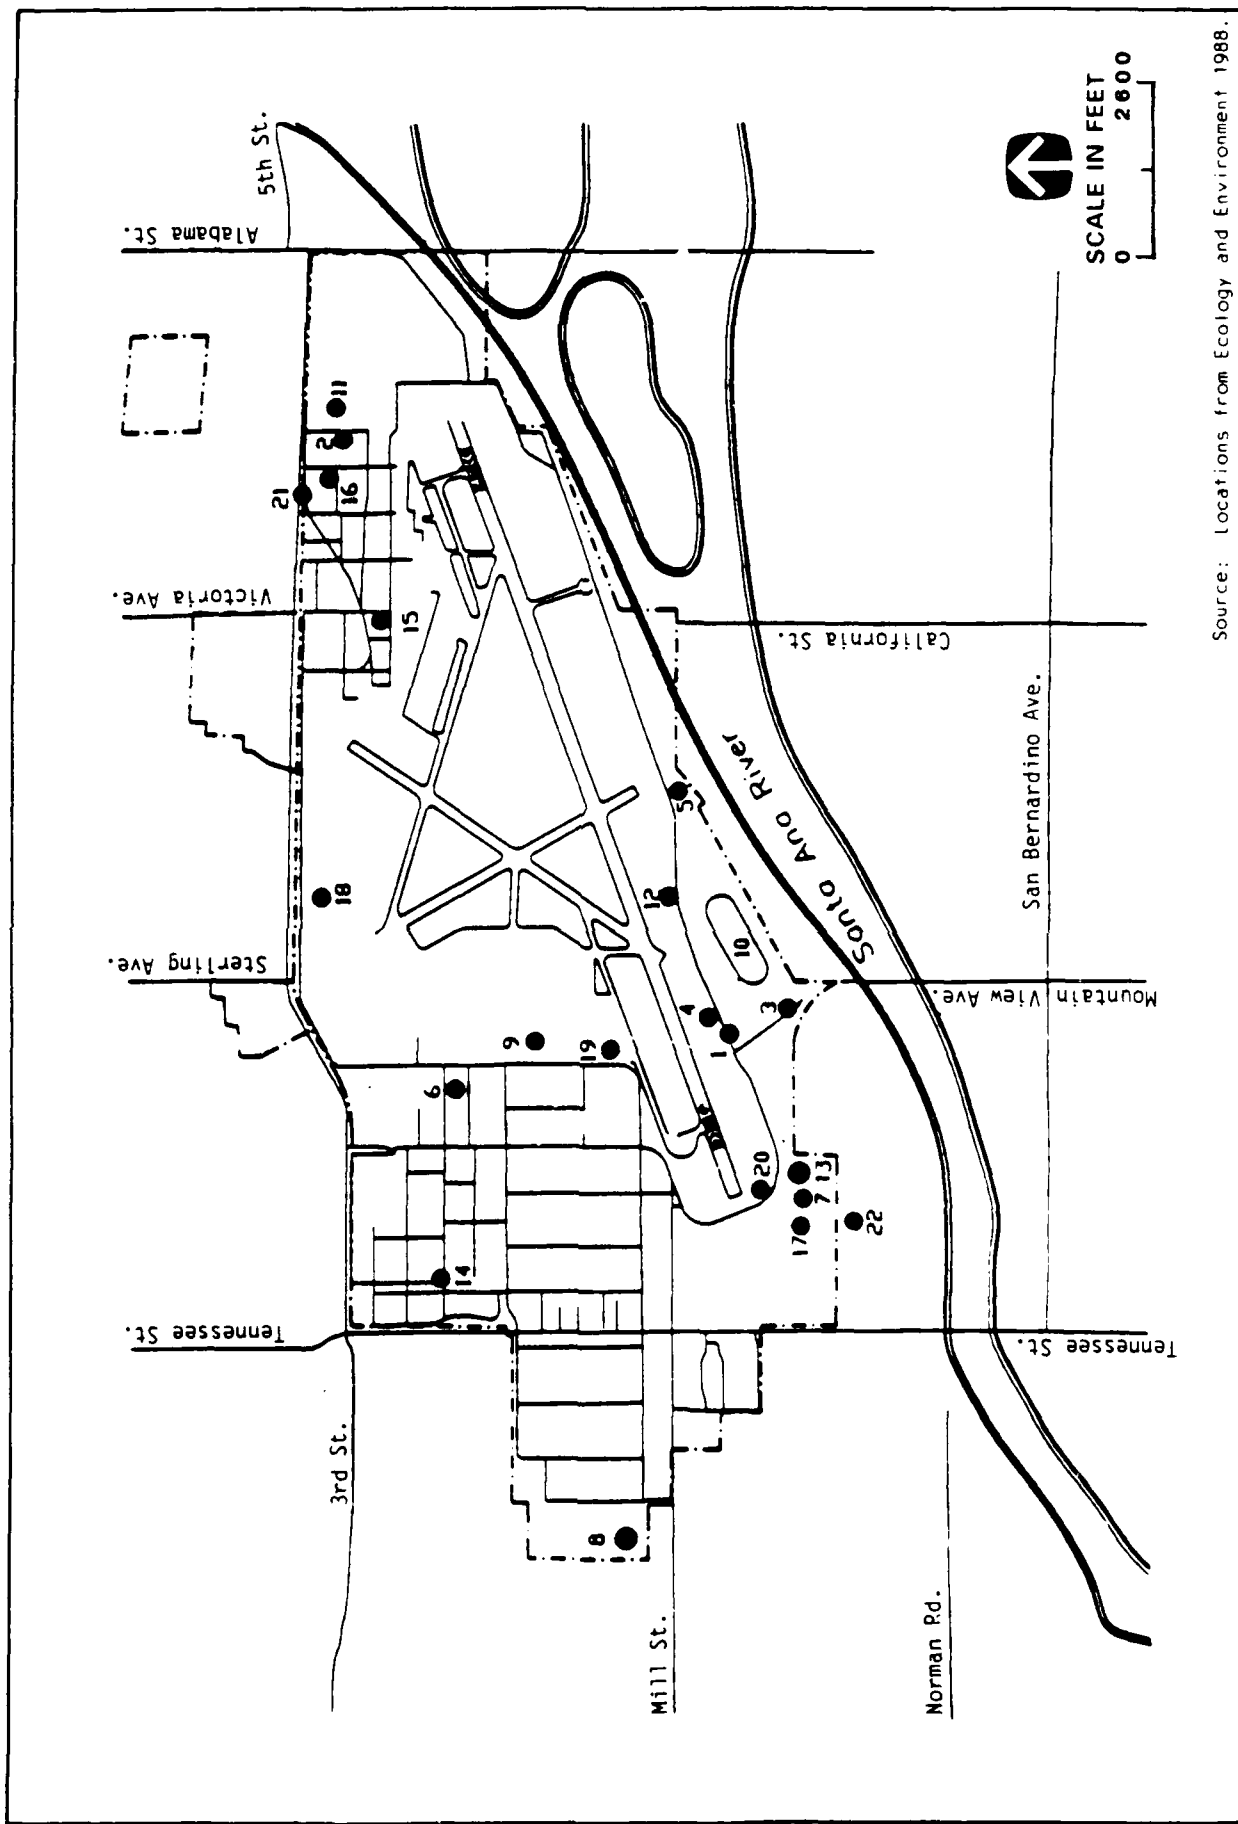 5th St.
Alabama St.
11
2
16
21
Victoria Ave.
15
California St.
18
Sterling Ave.
5
12
10
Santa Ana River
San Bernardino Ave.
Mountain View Ave.
3
4
1
9
19
6
20
13
7
17
22
14
Tennessee St.
Tennessee St.
3rd St.
8
Mill St.
Norman Rd.
SCALE IN FEET
0 2600
Source: Locations from Ecology and Environment 1988.